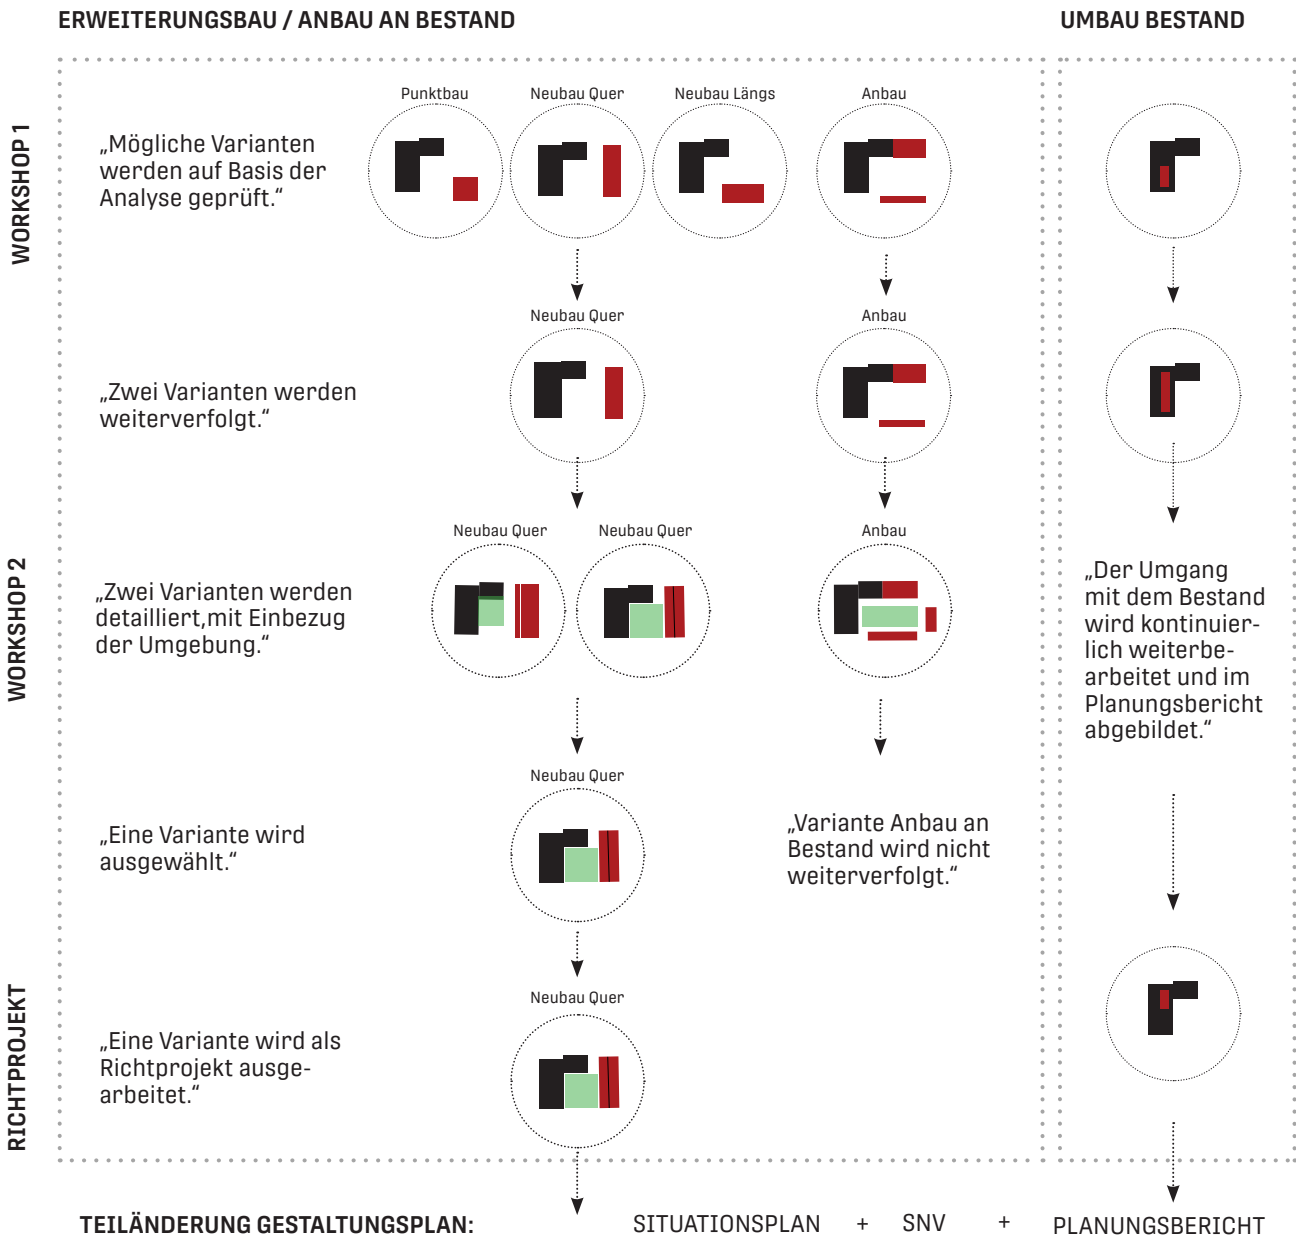 ERWEITERUNGSBAU / ANBAU AN BESTAND
UMBAU BESTAND
WORKSHOP 1
Punktbau
Neubau Quer
Neubau Längs
Anbau
„Mögliche Varianten
werden auf Basis der
Analyse geprüft.“
Neubau Quer
Anbau
„Zwei Varianten werden
weiterverfolgt.“
WORKSHOP 2
Neubau Quer
Neubau Quer
Anbau
„Zwei Varianten werden
detailliert,mit Einbezug
der Umgebung.“
„Der Umgang
mit dem Bestand
wird kontinuier-
lich weiterbe-
arbeitet und im
Planungsbericht
abgebildet.“
Neubau Quer
„Eine Variante wird
ausgewählt.“
„Variante Anbau an
Bestand wird nicht
weiterverfolgt.“
RICHTPROJEKT
Neubau Quer
„Eine Variante wird als
Richtprojekt ausge-
arbeitet.“
TEILÄNDERUNG GESTALTUNGSPLAN:
SITUATIONSPLAN + SNV + PLANUNGSBERICHT